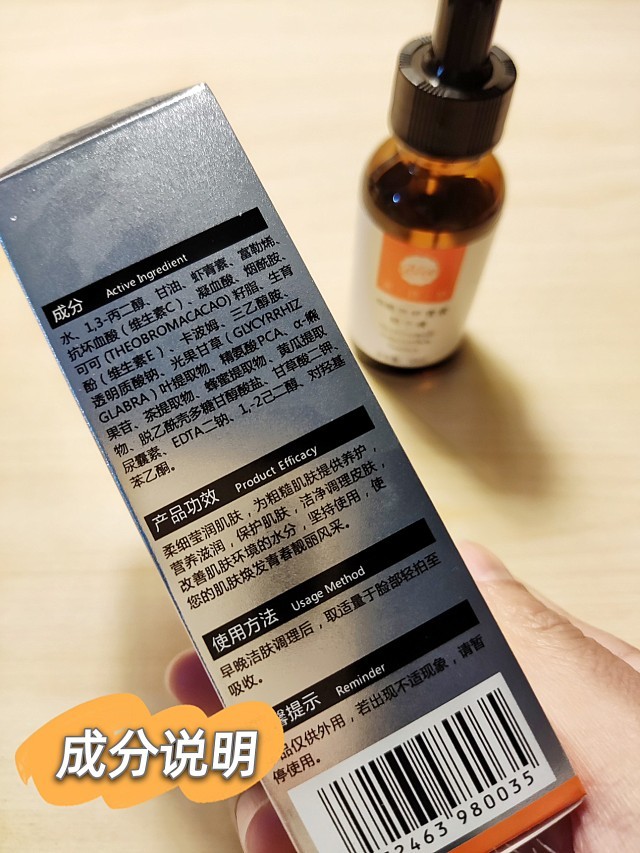 成分 Active Ingredient
水、1,3-丙二醇、甘油、虾青素、富勒烯、
抗坏血酸（维生素C）、凝血酸、烟酰胺、
可可(THEOBROMACACAO)籽脂、生育
酚（维生素E）、卡波姆、三乙醇胺、
透明质酸钠、光果甘草（GLYCYRRHIZ
GLABRA）叶提取物、精氨酸PCA、α-熊
果苷、茶提取物、蜂蜜提取物、黄瓜提取
物、脱乙酰壳多糖甘醇酸盐、甘草酸二钾、
尿囊素、EDTA二钠、1,-2己二醇、对羟基
苯乙酮。
产品功效 Product Efficacy
柔细莹润肌肤，为粗糙肌肤提供养护，
营养滋润，保护肌肤，洁净调理皮肤，
改善肌肤环境的水分，坚持使用，使
您的肌肤焕发青春靓丽风采。
使用方法 Usage Method
早晚洁肤调理后，取适量于脸部轻拍至
吸收。
馨提示 Reminder
品仅供外用，若出现不适现象，请暂
停使用。
2463 980035
成分说明